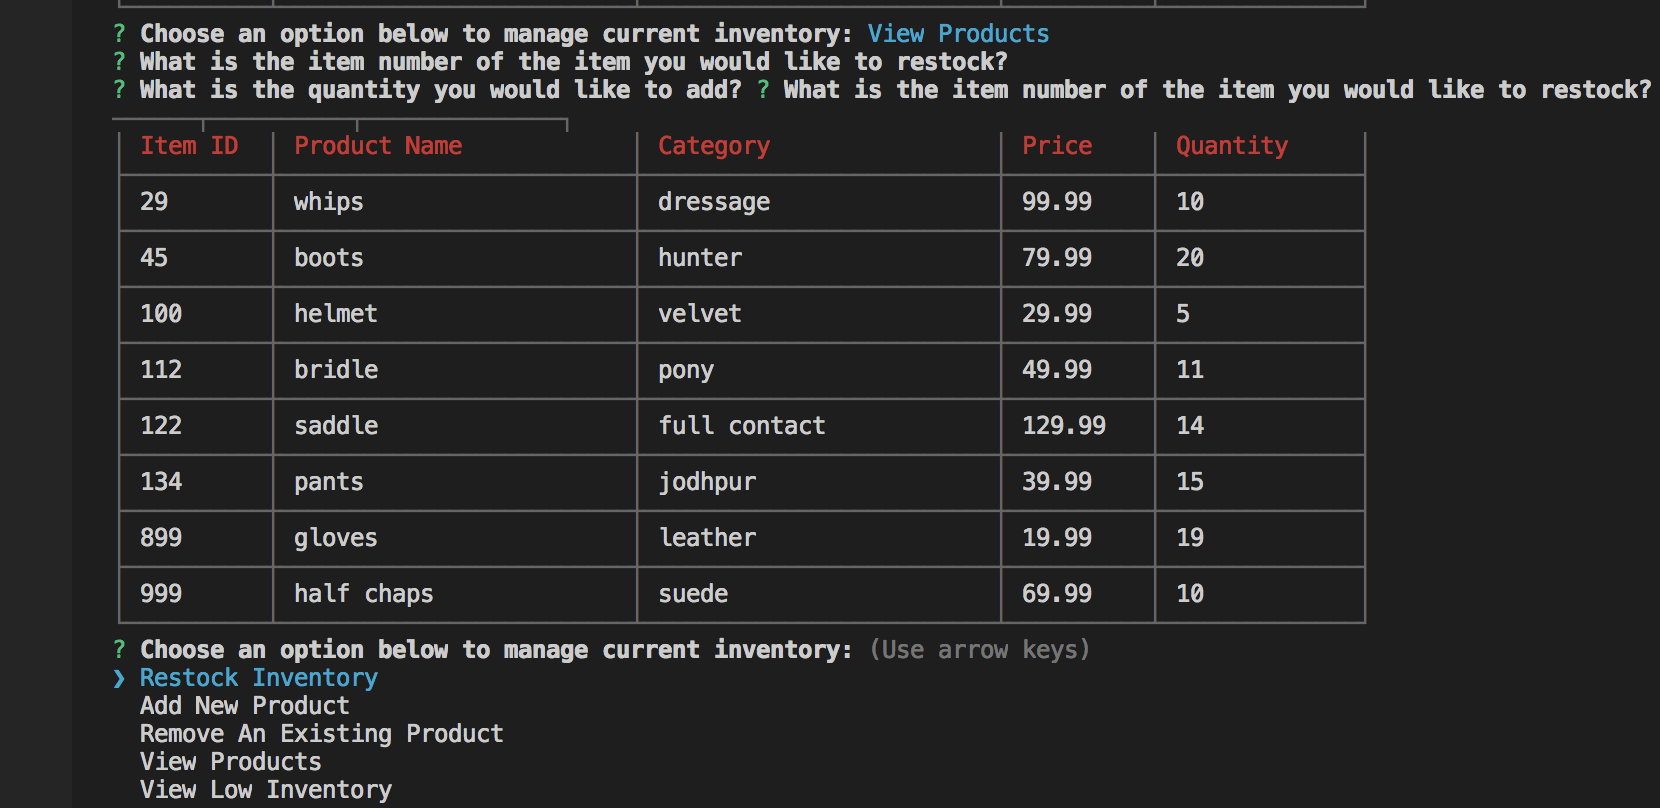 ? Choose an option below to manage current inventory: View Products
? What is the item number of the item you would like to restock?
? What is the quantity you would like to add? ? What is the item number of the item you would like to restock?
Item ID Product Name Category Price Quantity
29 whips dressage 99.99 10
45 boots hunter 79.99 20
100 helmet velvet 29.99 5
112 bridle pony 49.99 11
122 saddle full contact 129.99 14
134 pants jodhpur 39.99 15
899 gloves leather 19.99 19
999 half chaps suede 69.99 10
? Choose an option below to manage current inventory: (Use arrow keys)
❯ Restock Inventory
Add New Product
Remove An Existing Product
View Products
View Low Inventory